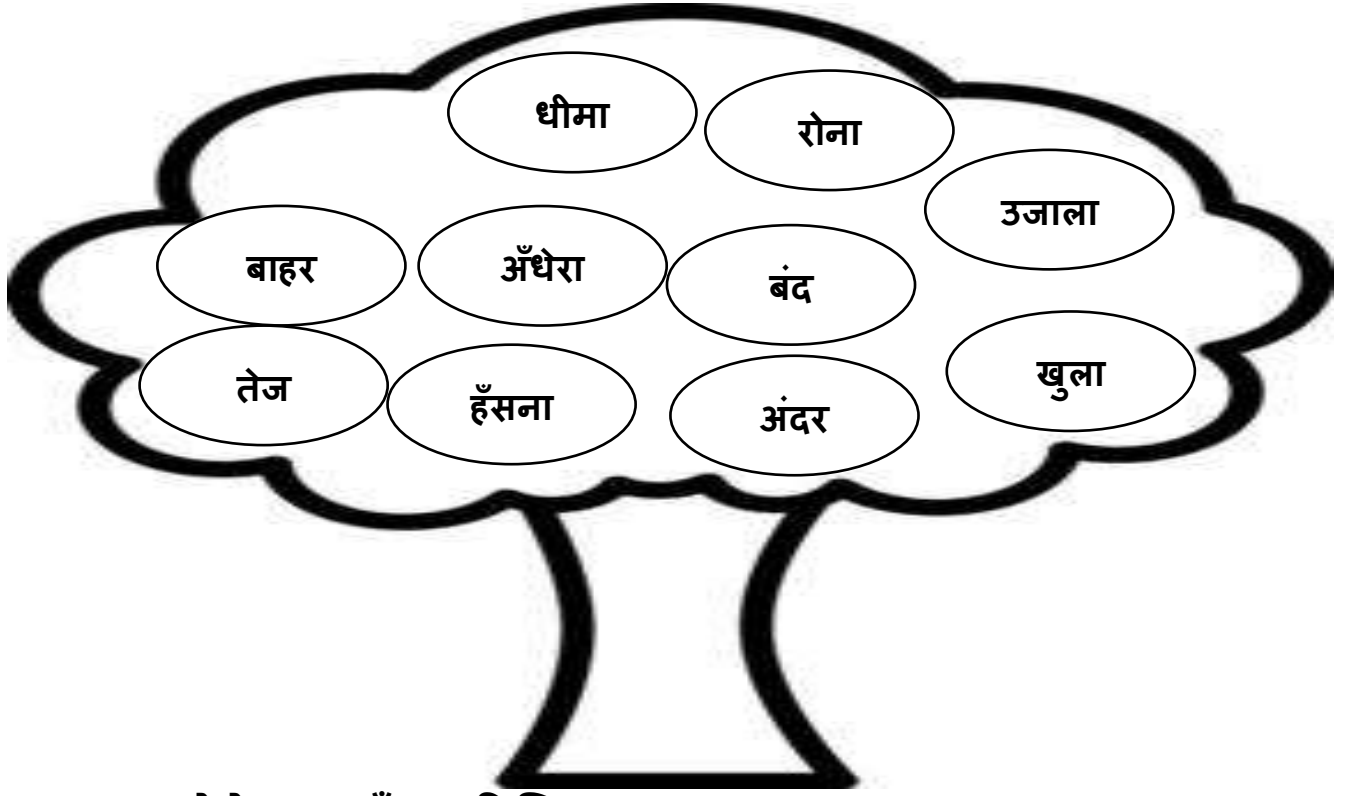 धीमा
रोना
उजाला
बाहर
अँधेरा
बंद
तेज
हँसना
अंदर
खुला